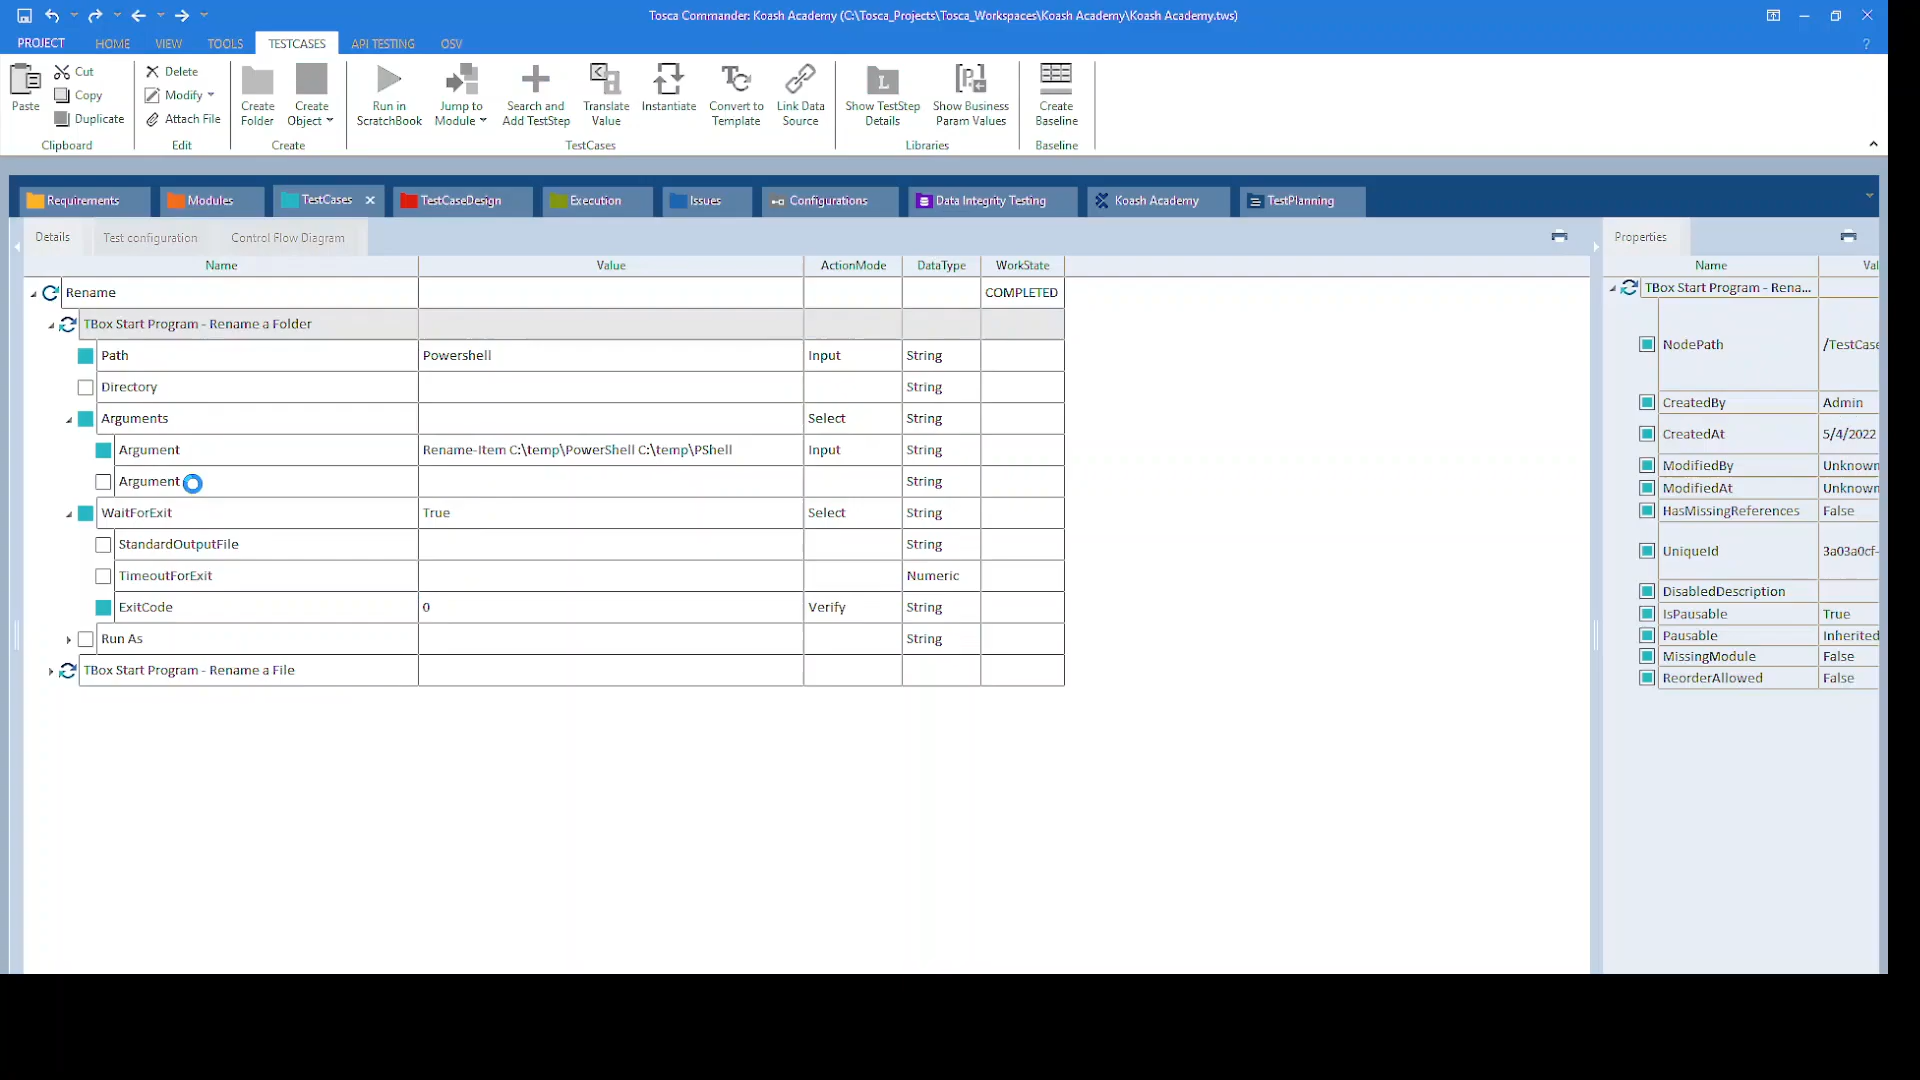 Tosca Commander: Koash Academy (C:\Tosca_Projects\Tosca_Workspaces\Koash Academy\Koash Academy.tws)
PROJECT HOME VIEW TOOLS TESTCASES API TESTING OSV ?
Paste Cut Copy Duplicate Clipboard
Delete Modify Attach File Edit
Create Folder Create Object Create
Run in ScratchBook Jump to Module Search and Add TestStep Translate Value Instantiate Convert to Template Link Data Source TestCases
Show TestStep Details Show Business Param Values Libraries
Create Baseline Baseline
Requirements Modules TestCases TestCaseDesign Execution Issues Configurations Data Integrity Testing Koash Academy TestPlanning
Details Test configuration Control Flow Diagram
Name Value ActionMode DataType WorkState
Rename COMPLETED
TBox Start Program - Rename a Folder
Path Powershell Input String
Directory String
Arguments Select String
Argument Rename-Item C:\temp\PowerShell C:\temp\PShell Input String
Argument String
WaitForExit True Select String
StandardOutputFile String
TimeoutForExit Numeric
ExitCode 0 Verify String
Run As String
TBox Start Program - Rename a File
Properties
Name Val
TBox Start Program - Rena...
NodePath /TestCase
CreatedBy Admin
CreatedAt 5/4/2022
ModifiedBy Unknown
ModifiedAt Unknown
HasMissingReferences False
UniqueId 3a03a0cf-
DisabledDescription
IsPausable True
Pausable Inherited
MissingModule False
ReorderAllowed False